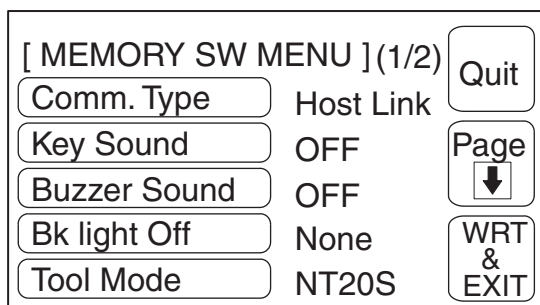 [ MEMORY SW MENU ] (1/2)
Quit
Comm. Type Host Link
Key Sound OFF
Page
Buzzer Sound OFF
Bk light Off None
WRT
&
EXIT
Tool Mode NT20S